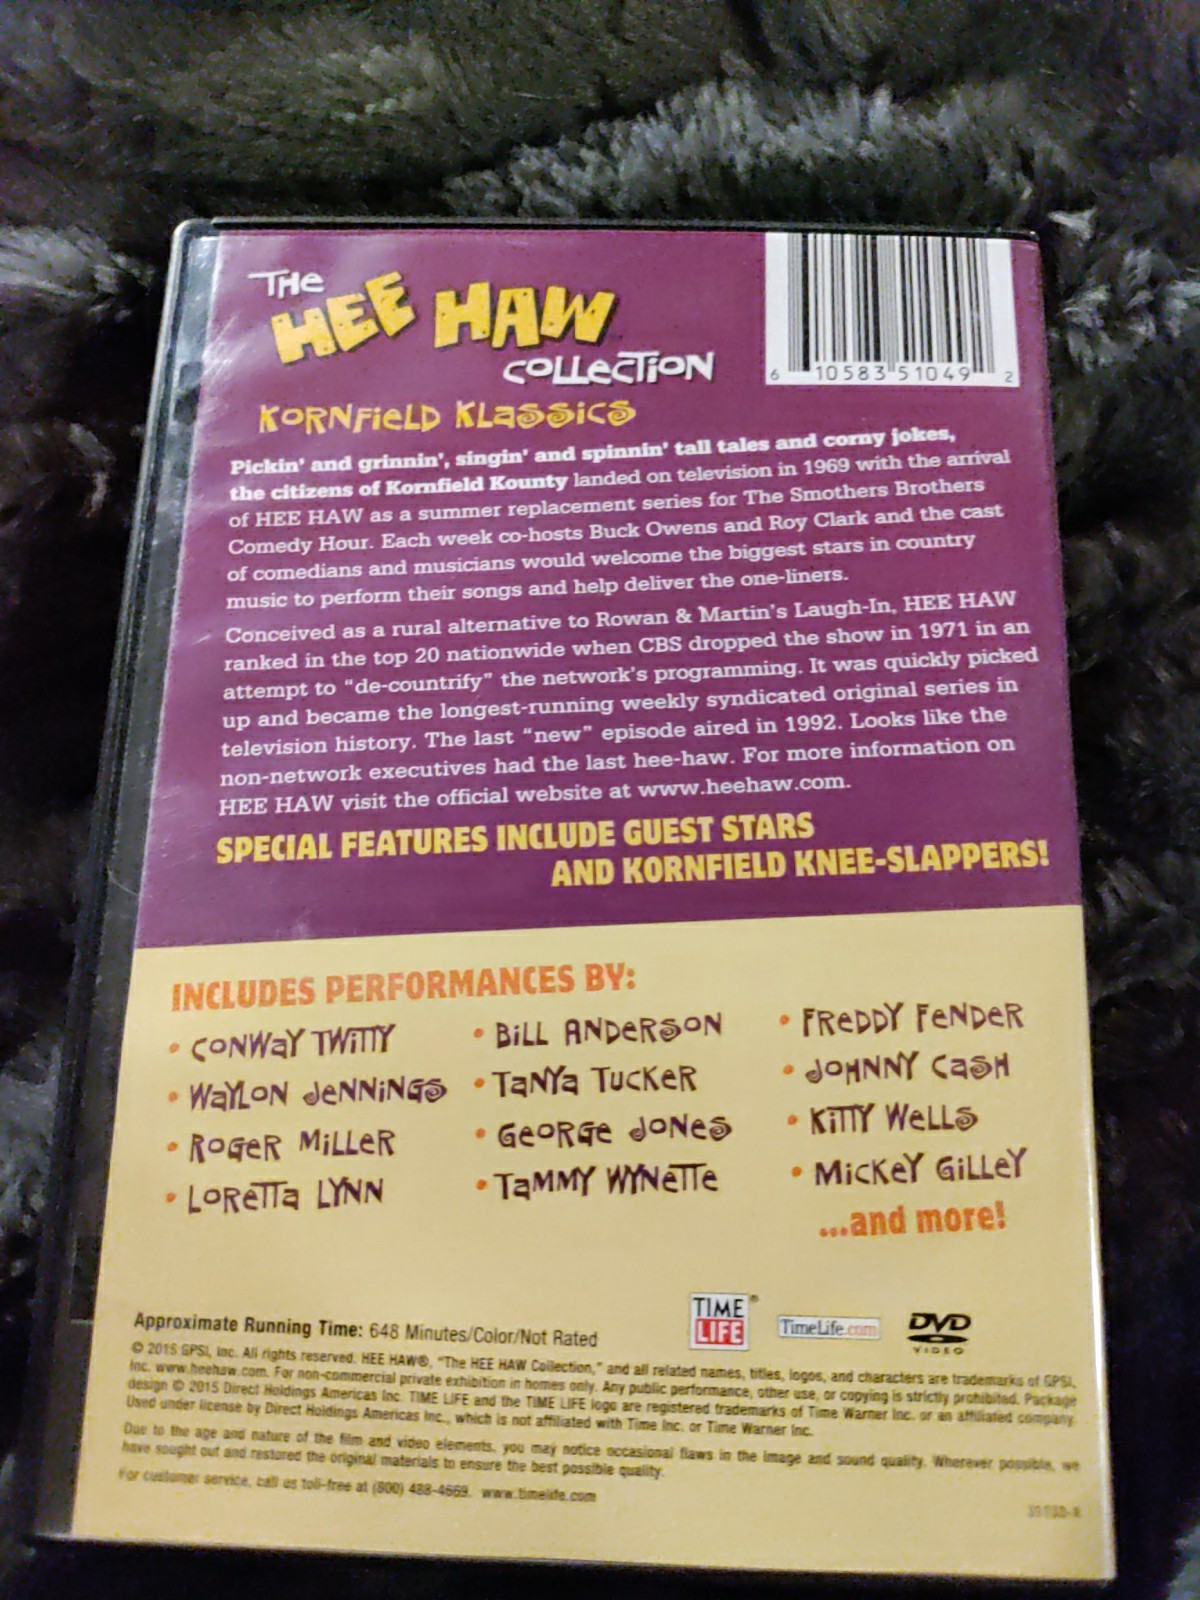 THE
HEE HAW
COLLECTION
6 10583 51049 2
KORNFIELD KLASSICS
Pickin' and grinnin', singin' and spinnin' tall tales and corny jokes,
the citizens of Kornfield Kounty landed on television in 1969 with the arrival
of HEE HAW as a summer replacement series for The Smothers Brothers
Comedy Hour. Each week co-hosts Buck Owens and Roy Clark and the cast
of comedians and musicians would welcome the biggest stars in country
music to perform their songs and help deliver the one-liners.
Conceived as a rural alternative to Rowan & Martin's Laugh-In, HEE HAW
ranked in the top 20 nationwide when CBS dropped the show in 1971 in an
attempt to "de-countrify" the network's programming. It was quickly picked
up and became the longest-running weekly syndicated original series in
television history. The last "new" episode aired in 1992. Looks like the
non-network executives had the last hee-haw. For more information on
HEE HAW visit the official website at www.heehaw.com.
SPECIAL FEATURES INCLUDE GUEST STARS
AND KORNFIELD KNEE-SLAPPERS!
INCLUDES PERFORMANCES BY:
• CONWAY TWITTY
• WAYLON JENNINGS
• ROGER MILLER
• LORETTA LYNN
• BILL ANDERSON
• TANYA TUCKER
• GEORGE JONES
• TAMMY WYNETTE
• FREDDY FENDER
• JOHNNY CASH
• KITTY WELLS
• MICKEY GILLEY
...and more!
Approximate Running Time: 648 Minutes/Color/Not Rated
TIME
LIFE
®
TimeLife.com
DVD
VIDEO
© 2015 GPSI, Inc. All rights reserved. HEE HAW®, "The HEE HAW Collection," and all related names, titles, logos, and characters are trademarks of GPSI,
Inc. www.heehaw.com. For non-commercial private exhibition in homes only. Any public performance, other use, or copying is strictly prohibited. Package
design © 2015 Direct Holdings Americas Inc. TIME LIFE and the TIME LIFE logo are registered trademarks of Time Warner Inc. or an affiliated company.
Used under license by Direct Holdings Americas Inc., which is not affiliated with Time Inc. or Time Warner Inc.
Due to the age and nature of the film and video elements, you may notice occasional flaws in the image and sound quality. Wherever possible, we
have sought out and restored the original materials to ensure the best possible quality.
For customer service, call us toll-free at (800) 488-4669. www.timelife.com